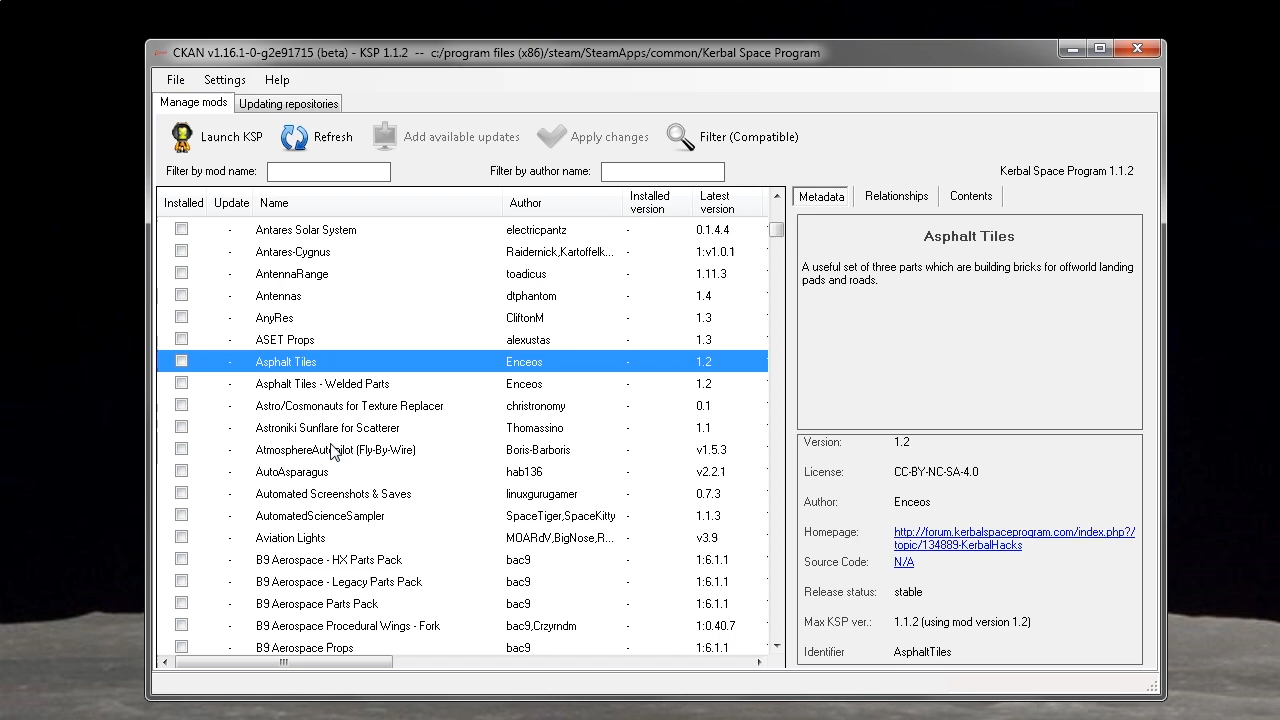 CKAN v1.16.1-0-g2e91715 (beta) - KSP 1.1.2 -- c:/program files (x86)/steam/SteamApps/common/Kerbal Space Program
File Settings Help
Manage mods Updating repositories
Launch KSP Refresh Add available updates Apply changes Filter (Compatible)
Filter by mod name: Filter by author name: Kerbal Space Program 1.1.2
Installed Update Name Author Installed version Latest version
Antares Solar System electricpantz - 0.1.4.4
Antares-Cygnus Raidernick,Kartoffelk... - 1:v1.0.1
AntennaRange toadicus - 1.11.3
Antennas dtphantom - 1.4
AnyRes CliftonM - 1.3
ASET Props alexustas - 1.3
Asphalt Tiles Enceos - 1.2
Asphalt Tiles - Welded Parts Enceos - 1.2
Astro/Cosmonauts for Texture Replacer christronomy - 0.1
Astroniki Sunflare for Scatterer Thomassino - 1.1
AtmosphereAutopilot (Fly-By-Wire) Boris-Barboris - v1.5.3
AutoAsparagus hab136 - v2.2.1
Automated Screenshots & Saves linuxgurugamer - 0.7.3
AutomatedScienceSampler SpaceTiger,SpaceKitty - 1.1.3
Aviation Lights MOARdV,BigNose,R... - v3.9
B9 Aerospace - HX Parts Pack bac9 - 1:6.1.1
B9 Aerospace - Legacy Parts Pack bac9 - 1:6.1.1
B9 Aerospace Parts Pack bac9 - 1:6.1.1
B9 Aerospace Procedural Wings - Fork bac9,Crzyrndm - 1:0.40.7
B9 Aerospace Props bac9 - 1:6.1.1
Metadata Relationships Contents
Asphalt Tiles
A useful set of three parts which are building bricks for offworld landing
pads and roads.
Version: 1.2
License: CC-BY-NC-SA-4.0
Author: Enceos
Homepage: http://forum.kerbalspaceprogram.com/index.php?/
topic/134889-KerbalHacks
Source Code: N/A
Release status: stable
Max KSP ver.: 1.1.2 (using mod version 1.2)
Identifier AsphaltTiles